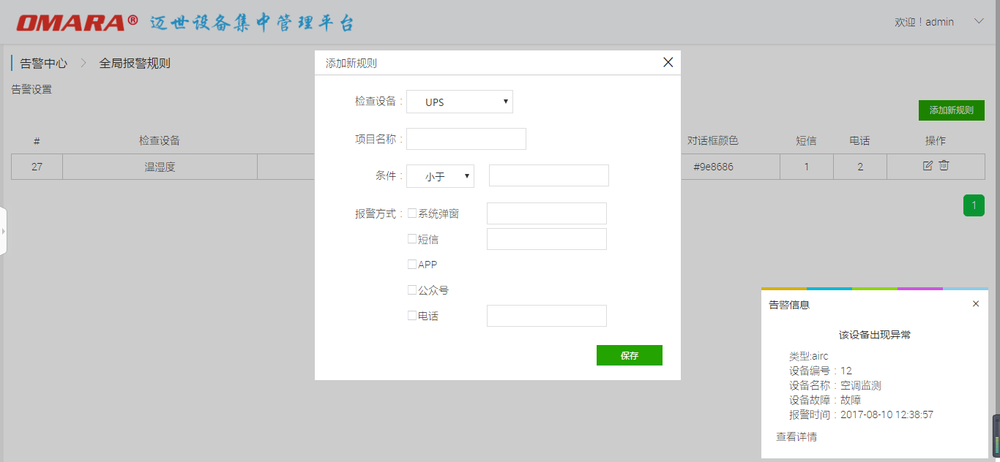 OMARA® 迈世设备集中管理平台
欢迎！admin
告警中心 全局报警规则
告警设置
添加新规则
# 检查设备 对话框颜色 短信 电话 操作
27 温湿度 #9e8686 1 2
1
添加新规则
检查设备： UPS
项目名称：
条件： 小于
报警方式： 系统弹窗
短信
APP
公众号
电话
保存
告警信息
该设备出现异常
类型:airc
设备编号：12
设备名称：空调监测
设备故障：故障
报警时间：2017-08-10 12:38:57
查看详情